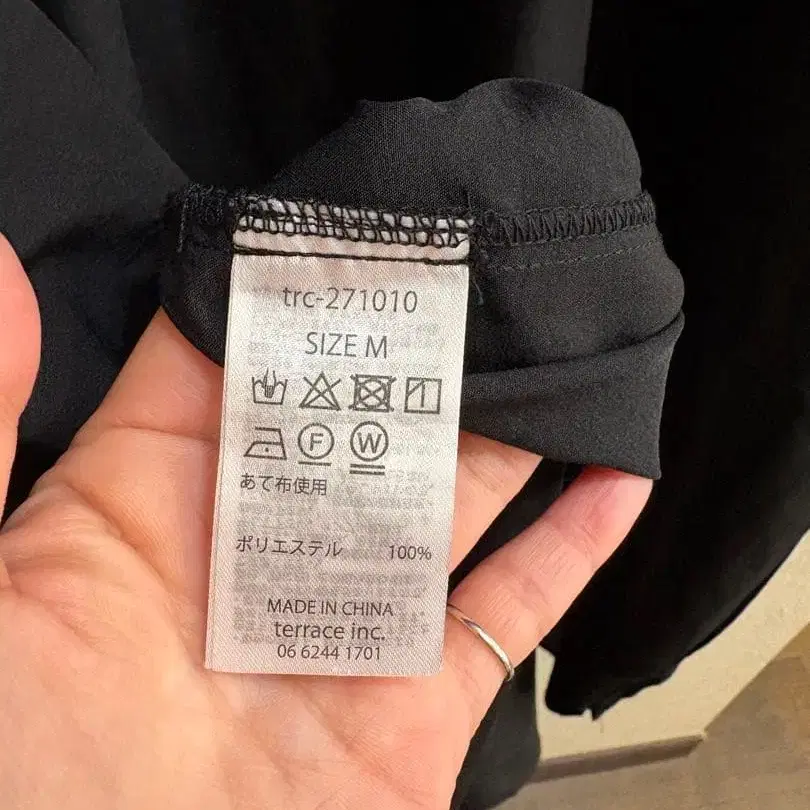 trc-271010
SIZE M
F W
あて布使用
ポリエステル 100%
MADE IN CHINA
terrace inc.
06 6244 1701